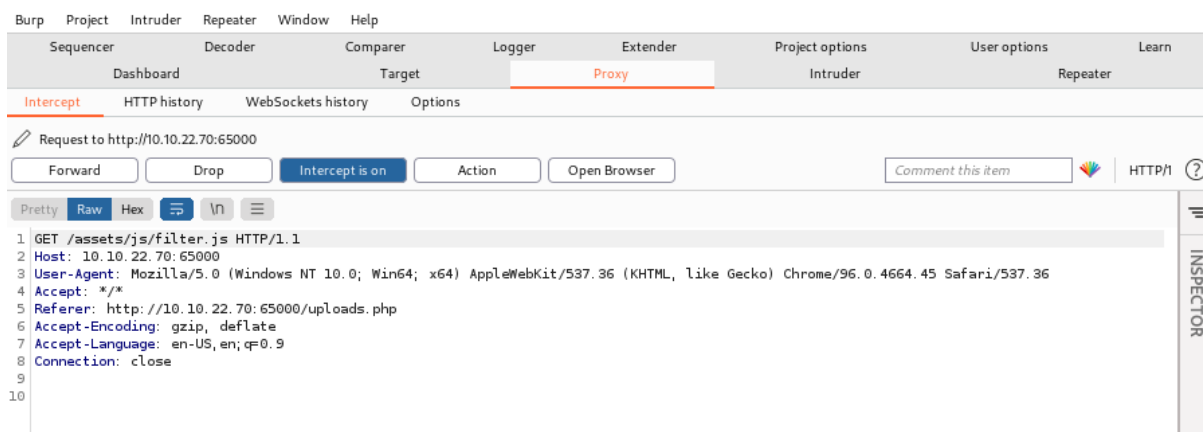 Burp Project Intruder Repeater Window Help
Sequencer Decoder Comparer Logger Extender Project options User options Learn
Dashboard Target Proxy Intruder Repeater
Intercept HTTP history WebSockets history Options
Request to http://10.10.22.70:65000
Forward Drop Intercept is on Action Open Browser Comment this item HTTP/1 ?
Pretty Raw Hex \n
1 GET /assets/js/filter.js HTTP/1.1
2 Host: 10.10.22.70:65000
3 User-Agent: Mozilla/5.0 (Windows NT 10.0; Win64; x64) AppleWebKit/537.36 (KHTML, like Gecko) Chrome/96.0.4664.45 Safari/537.36
4 Accept: */*
5 Referer: http://10.10.22.70:65000/uploads.php
6 Accept-Encoding: gzip, deflate
7 Accept-Language: en-US,en;q=0.9
8 Connection: close
9
10
INSPECTOR